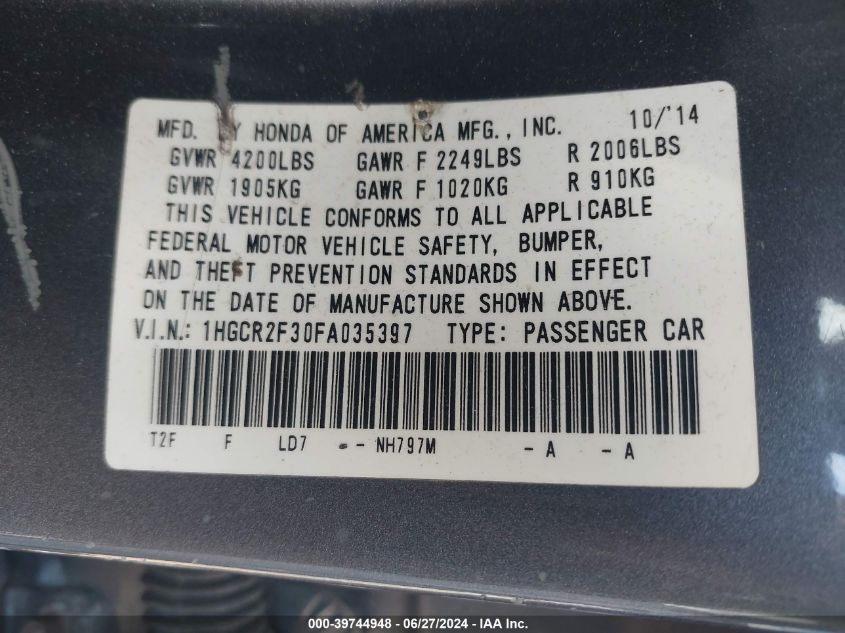 MFD. BY HONDA OF AMERICA MFG., INC. 10/'14
GVWR 4200LBS GAWR F 2249LBS R 2006LBS
GVWR 1905KG GAWR F 1020KG R 910KG
THIS VEHICLE CONFORMS TO ALL APPLICABLE
FEDERAL MOTOR VEHICLE SAFETY, BUMPER,
AND THEFT PREVENTION STANDARDS IN EFFECT
ON THE DATE OF MANUFACTURE SHOWN ABOVE.
V.I.N.: 1HGCR2F30FA035397 TYPE: PASSENGER CAR
T2F F LD7 - - NH797M - A - A
000-39744948 - 06/27/2024 - IAA Inc.